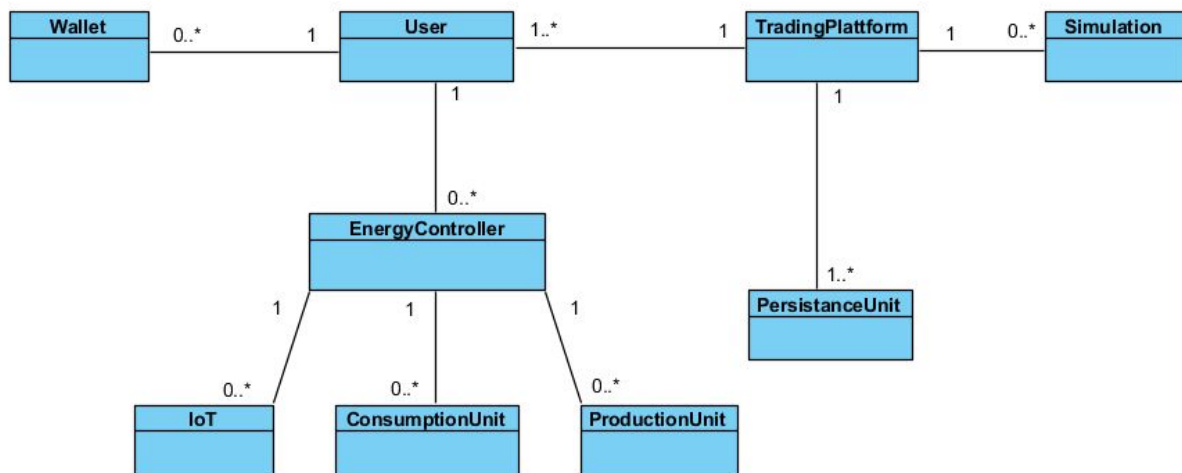 Wallet
0..*
1
User
1..*
1
TradingPlattform
1
0..*
Simulation
1
1
0..*
EnergyController
1
1
1
1..*
PersistanceUnit
0..*
0..*
0..*
IoT
ConsumptionUnit
ProductionUnit